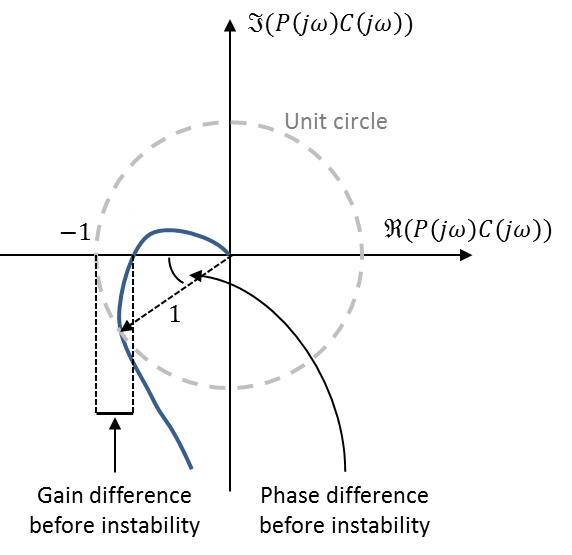 ℑ(P(jω)C(jω))
Unit circle
−1
ℜ(P(jω)C(jω))
1
Gain difference
before instability
Phase difference
before instability